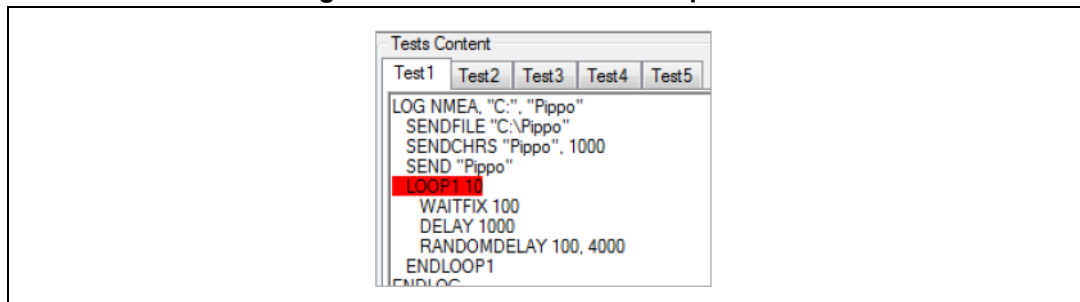 Tests Content
Test1 Test2 Test3 Test4 Test5
LOG NMEA, "C:", "Pippo"
SENDFILE "C:\Pippo"
SENDCHRS "Pippo", 1000
SEND "Pippo"
LOOP1 10
WAITFIX 100
DELAY 1000
RANDOMDELAY 100, 4000
ENDLOOP1
ENDLOG